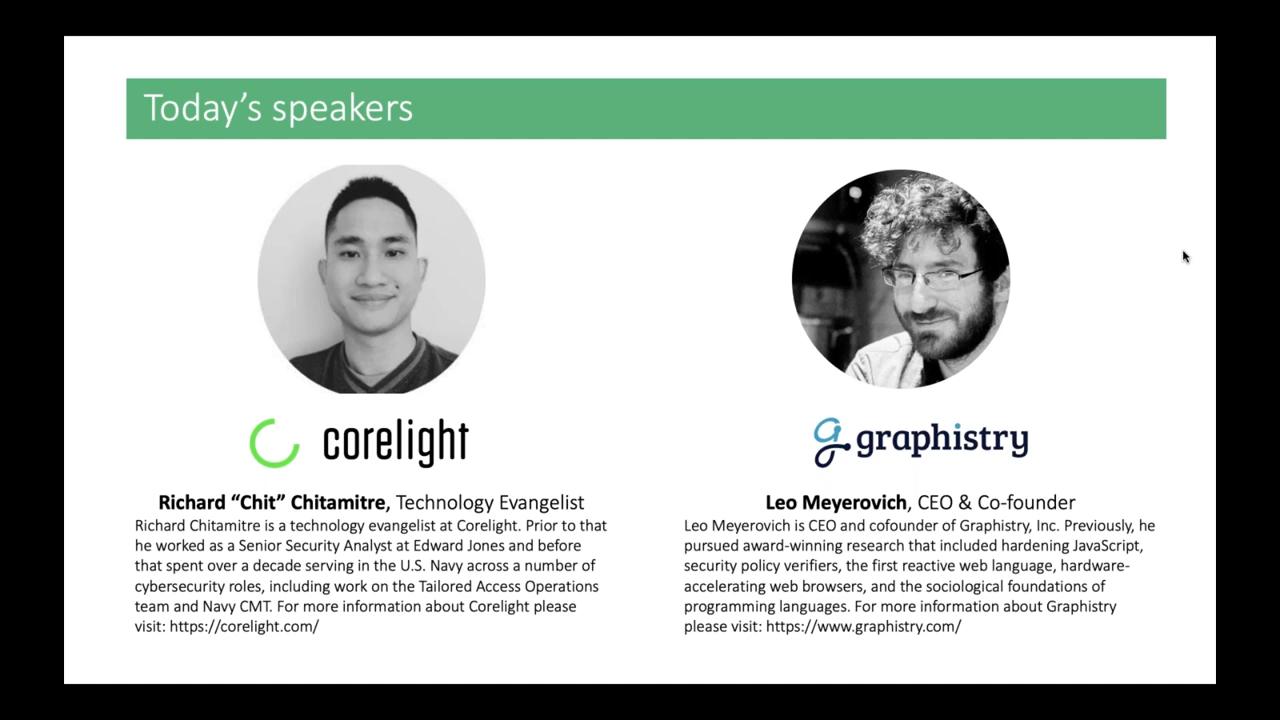 Today’s speakers
corelight
Richard “Chit” Chitamitre, Technology Evangelist
Richard Chitamitre is a technology evangelist at Corelight. Prior to that
he worked as a Senior Security Analyst at Edward Jones and before
that spent over a decade serving in the U.S. Navy across a number of
cybersecurity roles, including work on the Tailored Access Operations
team and Navy CMT. For more information about Corelight please
visit: https://corelight.com/
graphistry
Leo Meyerovich, CEO & Co-founder
Leo Meyerovich is CEO and cofounder of Graphistry, Inc. Previously, he
pursued award-winning research that included hardening JavaScript,
security policy verifiers, the first reactive web language, hardware-
accelerating web browsers, and the sociological foundations of
programming languages. For more information about Graphistry
please visit: https://www.graphistry.com/